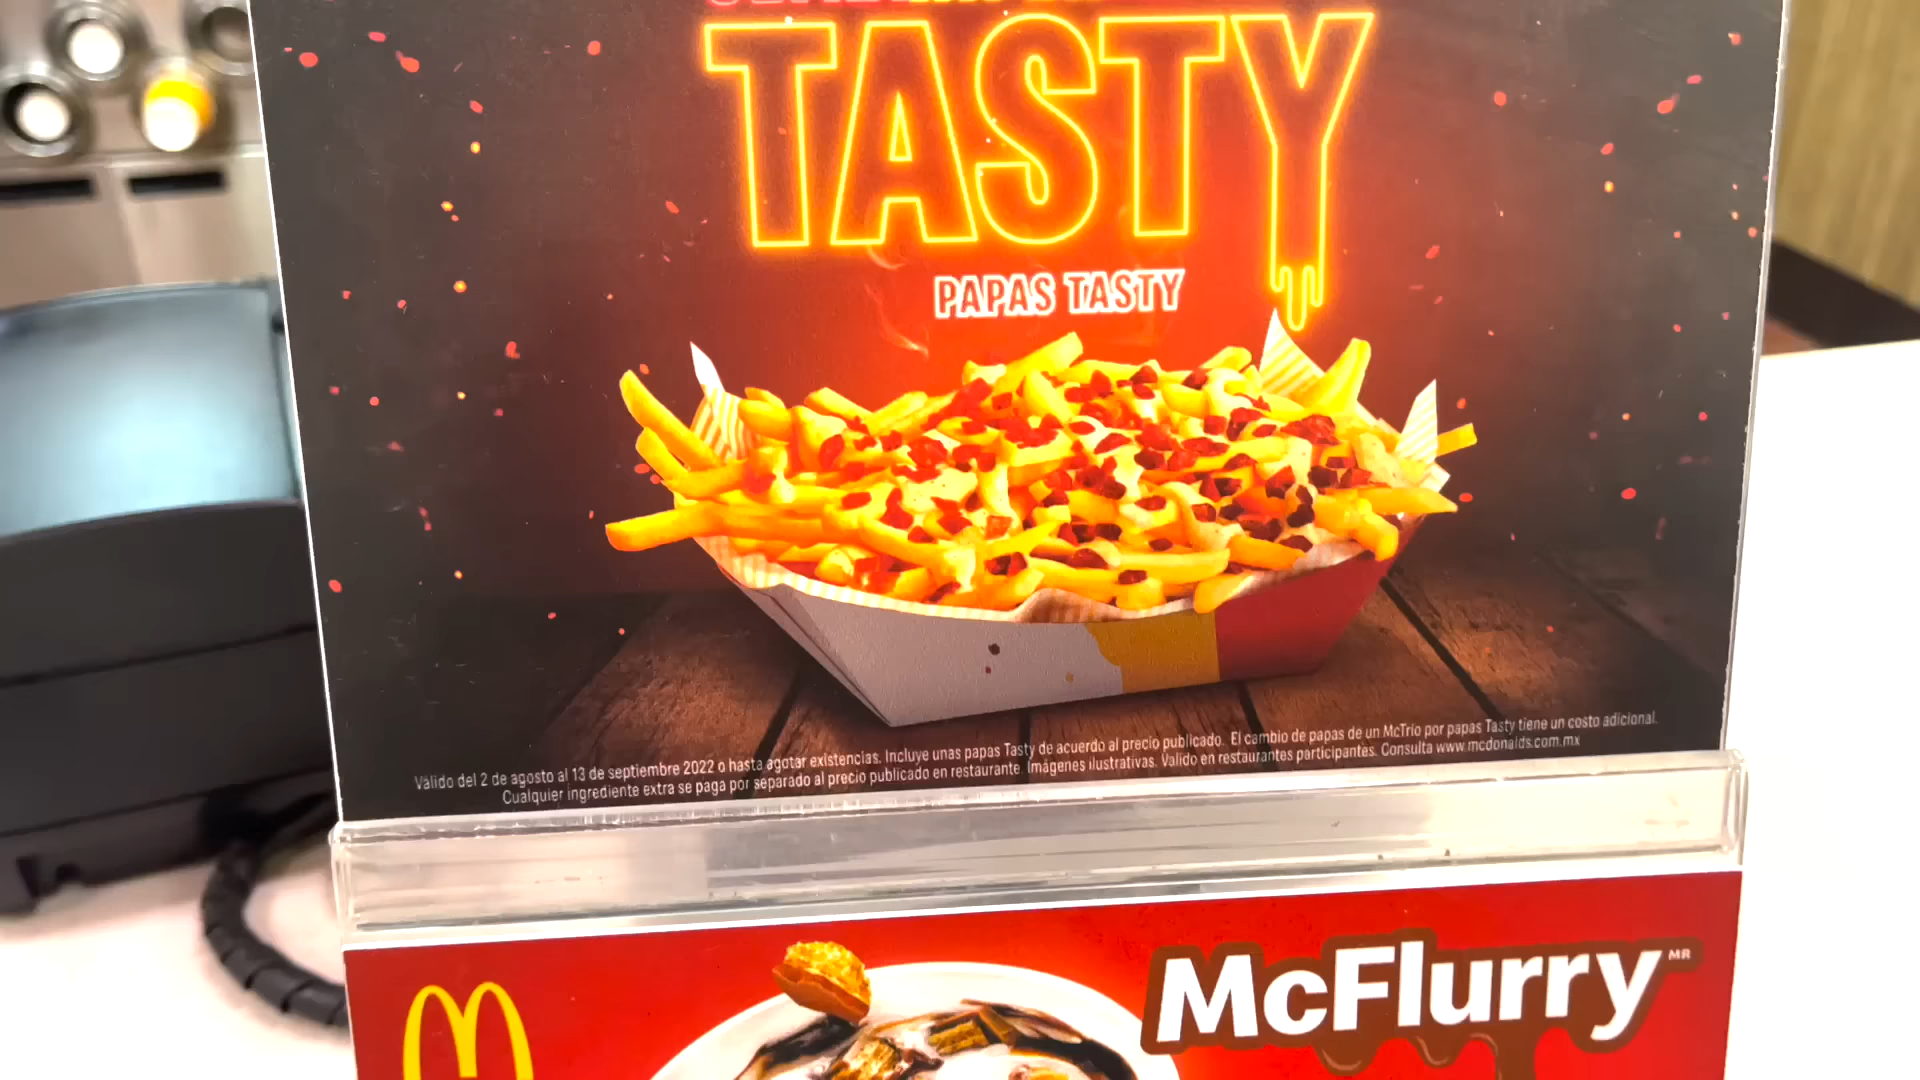 TASTY
PAPAS TASTY
Válido del 2 de agosto al 13 de septiembre 2022 o hasta agotar existencias. Incluye unas papas Tasty de acuerdo al precio publicado. El cambio de papas de un McTrio por papas Tasty tiene un costo adicional.
Cualquier ingrediente extra se paga por separado al precio publicado en restaurante. Imágenes ilustrativas. Valido en restaurantes participantes. Consulta www.mcdonalds.com.mx
McFlurry MR